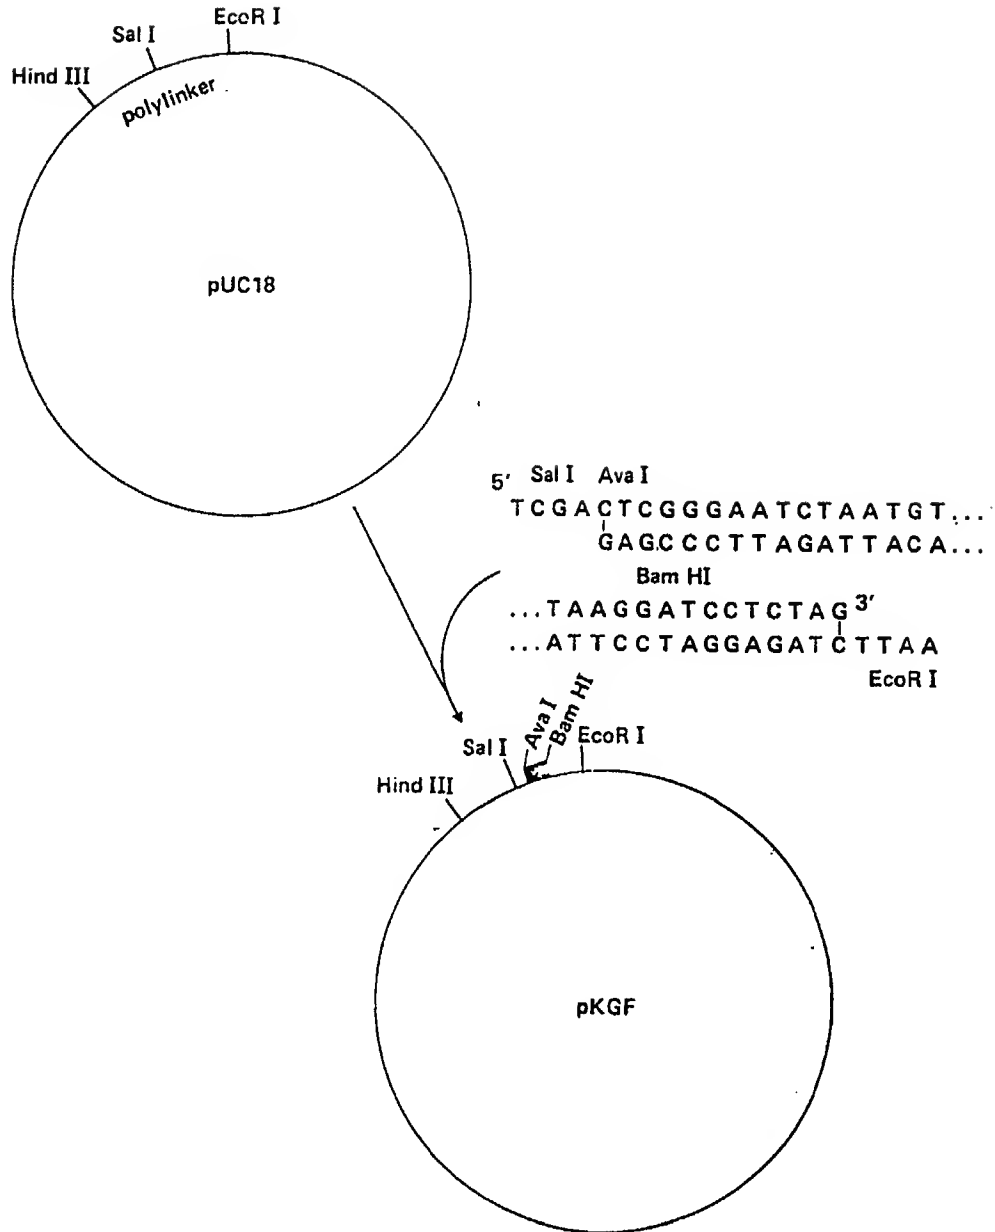 EcoR I
Sal I
Hind III
polylinker
pUC18
5' Sal I Ava I
TCGACTCGGGAATCTAATGT...
GAGCCCTTAGATTACA...
Bam HI
...TAAGGATCCTCTAG 3'
...ATTCCTAGGAGATCTTAA
EcoR I
Ava I
Bam HI
EcoR I
Sal I
Hind III
pKGF